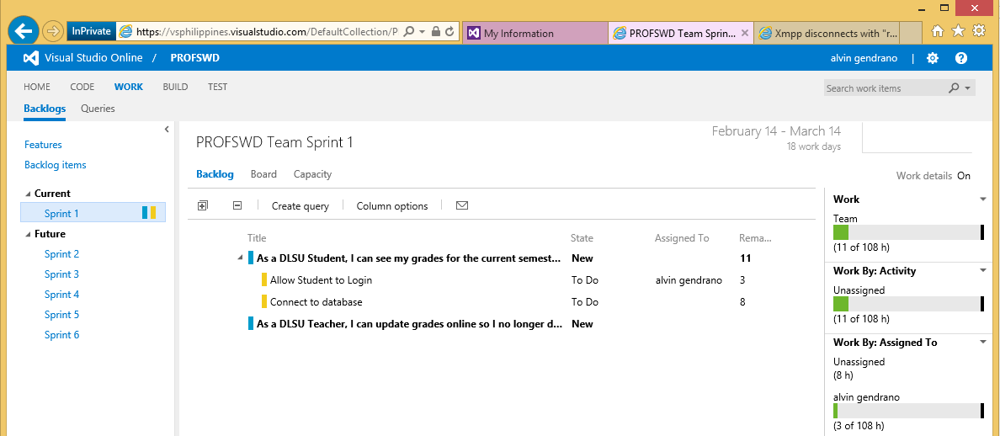 InPrivate
https://vsphilippines.visualstudio.com/DefaultCollection/P
My Information
PROFSWD Team Sprin...
Xmpp disconnects with "r...
Visual Studio Online / PROFSWD
alvin gendrano
HOME CODE WORK BUILD TEST
Search work items
Backlogs Queries
Features
Backlog items
Current
Sprint 1
Future
Sprint 2
Sprint 3
Sprint 4
Sprint 5
Sprint 6
PROFSWD Team Sprint 1
February 14 - March 14
18 work days
Backlog Board Capacity
Work details On
Create query Column options
Title State Assigned To Rema...
As a DLSU Student, I can see my grades for the current semest... New 11
Allow Student to Login To Do alvin gendrano 3
Connect to database To Do 8
As a DLSU Teacher, I can update grades online so I no longer d... New
Work
Team
(11 of 108 h)
Work By: Activity
Unassigned
(11 of 108 h)
Work By: Assigned To
Unassigned
(8 h)
alvin gendrano
(3 of 108 h)